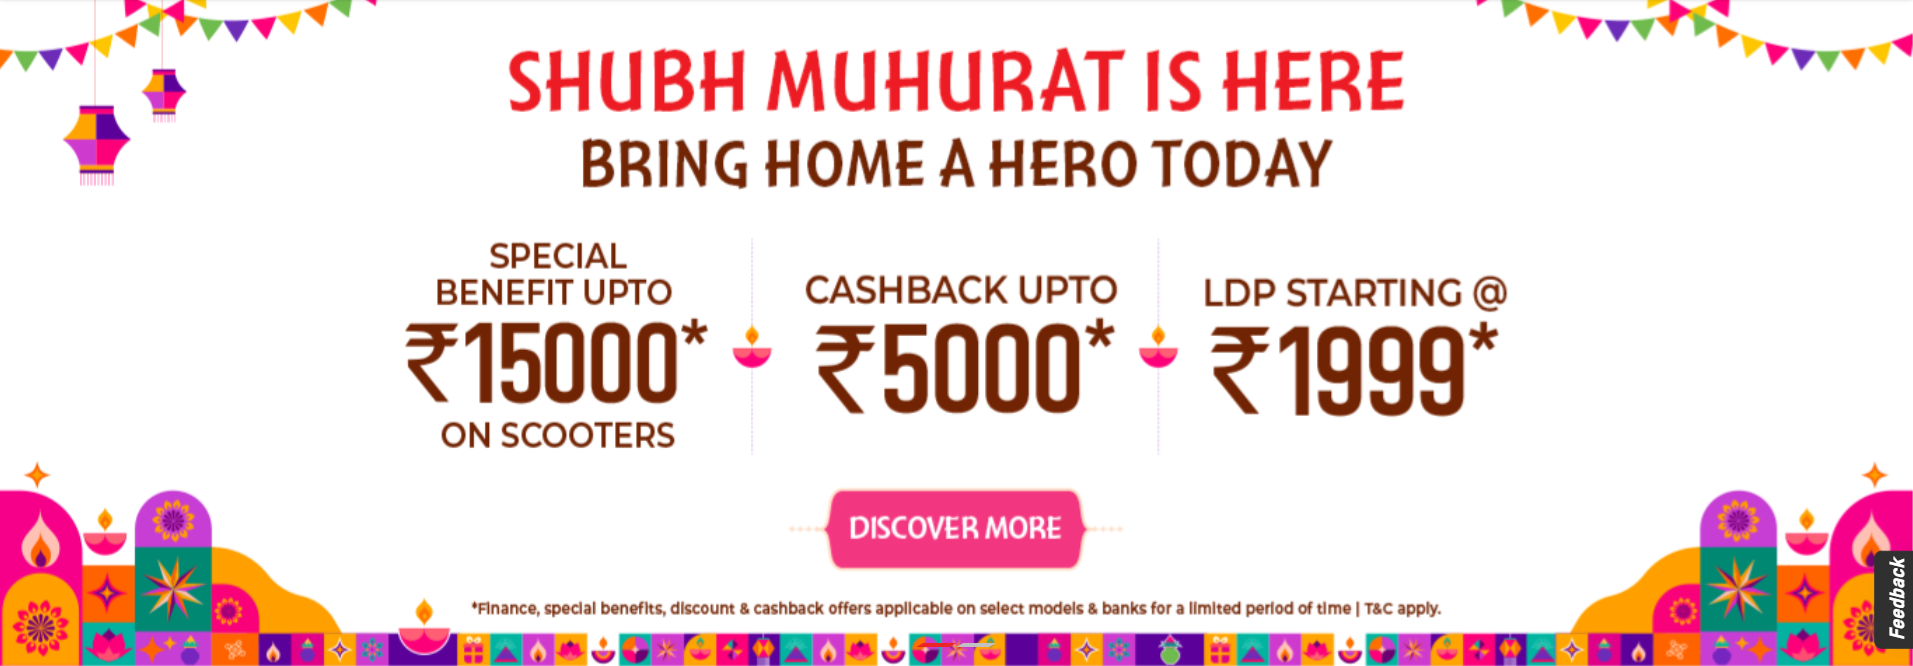 SHUBH MUHURAT IS HERE
BRING HOME A HERO TODAY
SPECIAL
BENEFIT UPTO
₹15000*
ON SCOOTERS
CASHBACK UPTO
₹5000*
LDP STARTING @
₹1999*
DISCOVER MORE
*Finance, special benefits, discount & cashback offers applicable on select models & banks for a limited period of time | T&C apply.
Feedback